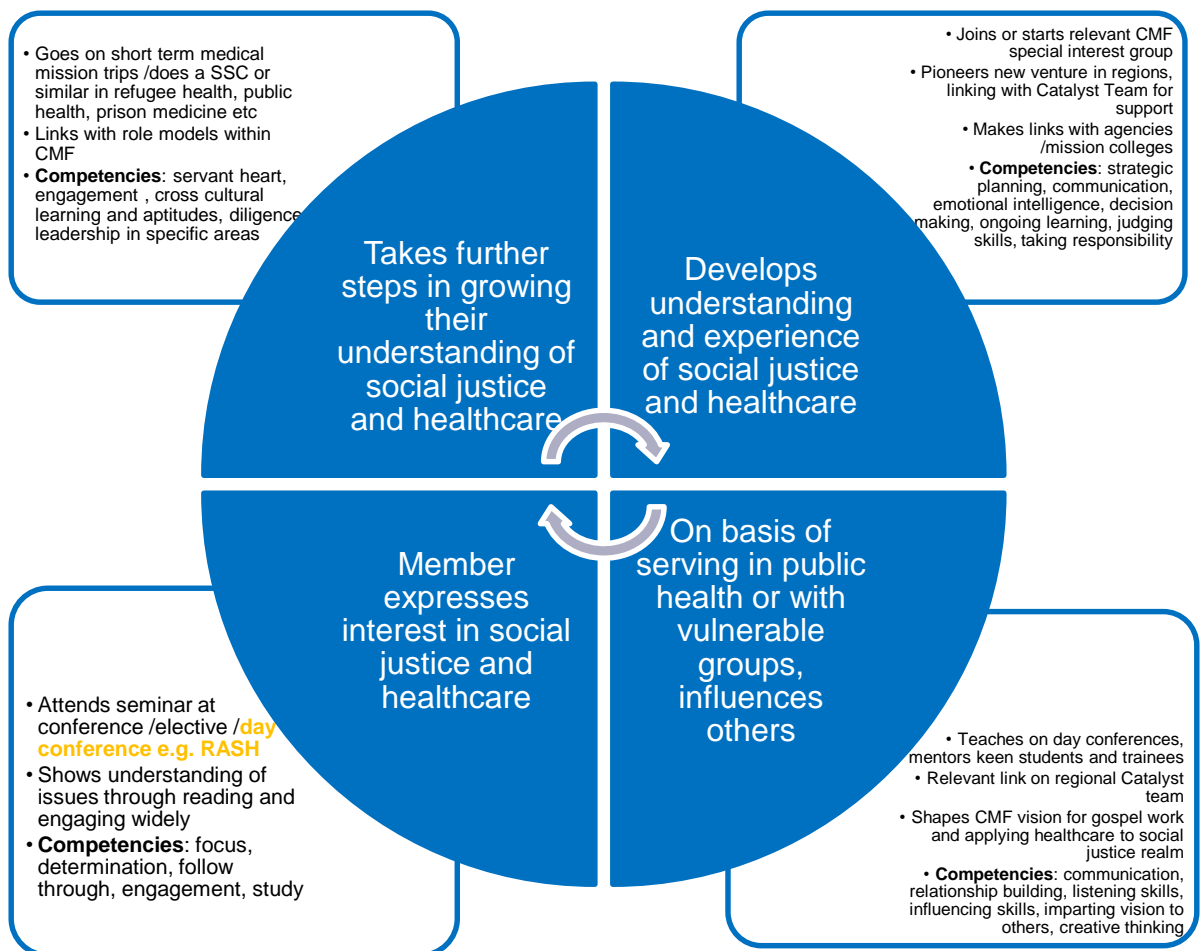 • Goes on short term medical
mission trips /does a SSC or
similar in refugee health, public
health, prison medicine etc
• Links with role models within
CMF
• Competencies: servant heart,
engagement , cross cultural
learning and aptitudes, diligence
leadership in specific areas
• Joins or starts relevant CMF
special interest group
• Pioneers new venture in regions,
linking with Catalyst Team for
support
• Makes links with agencies
/mission colleges
• Competencies: strategic
planning, communication,
emotional intelligence, decision
making, ongoing learning, judging
skills, taking responsibility
Takes further
steps in growing
their
understanding of
social justice
and healthcare
Develops
understanding
and experience
of social justice
and healthcare
Member
expresses
interest in social
justice and
healthcare
On basis of
serving in public
health or with
vulnerable
groups,
influences
others
• Attends seminar at
conference /elective /day
conference e.g. RASH
• Shows understanding of
issues through reading and
engaging widely
• Competencies: focus,
determination, follow
through, engagement, study
• Teaches on day conferences,
mentors keen students and trainees
• Relevant link on regional Catalyst
team
• Shapes CMF vision for gospel work
and applying healthcare to social
justice realm
• Competencies: communication,
relationship building, listening skills,
influencing skills, imparting vision to
others, creative thinking